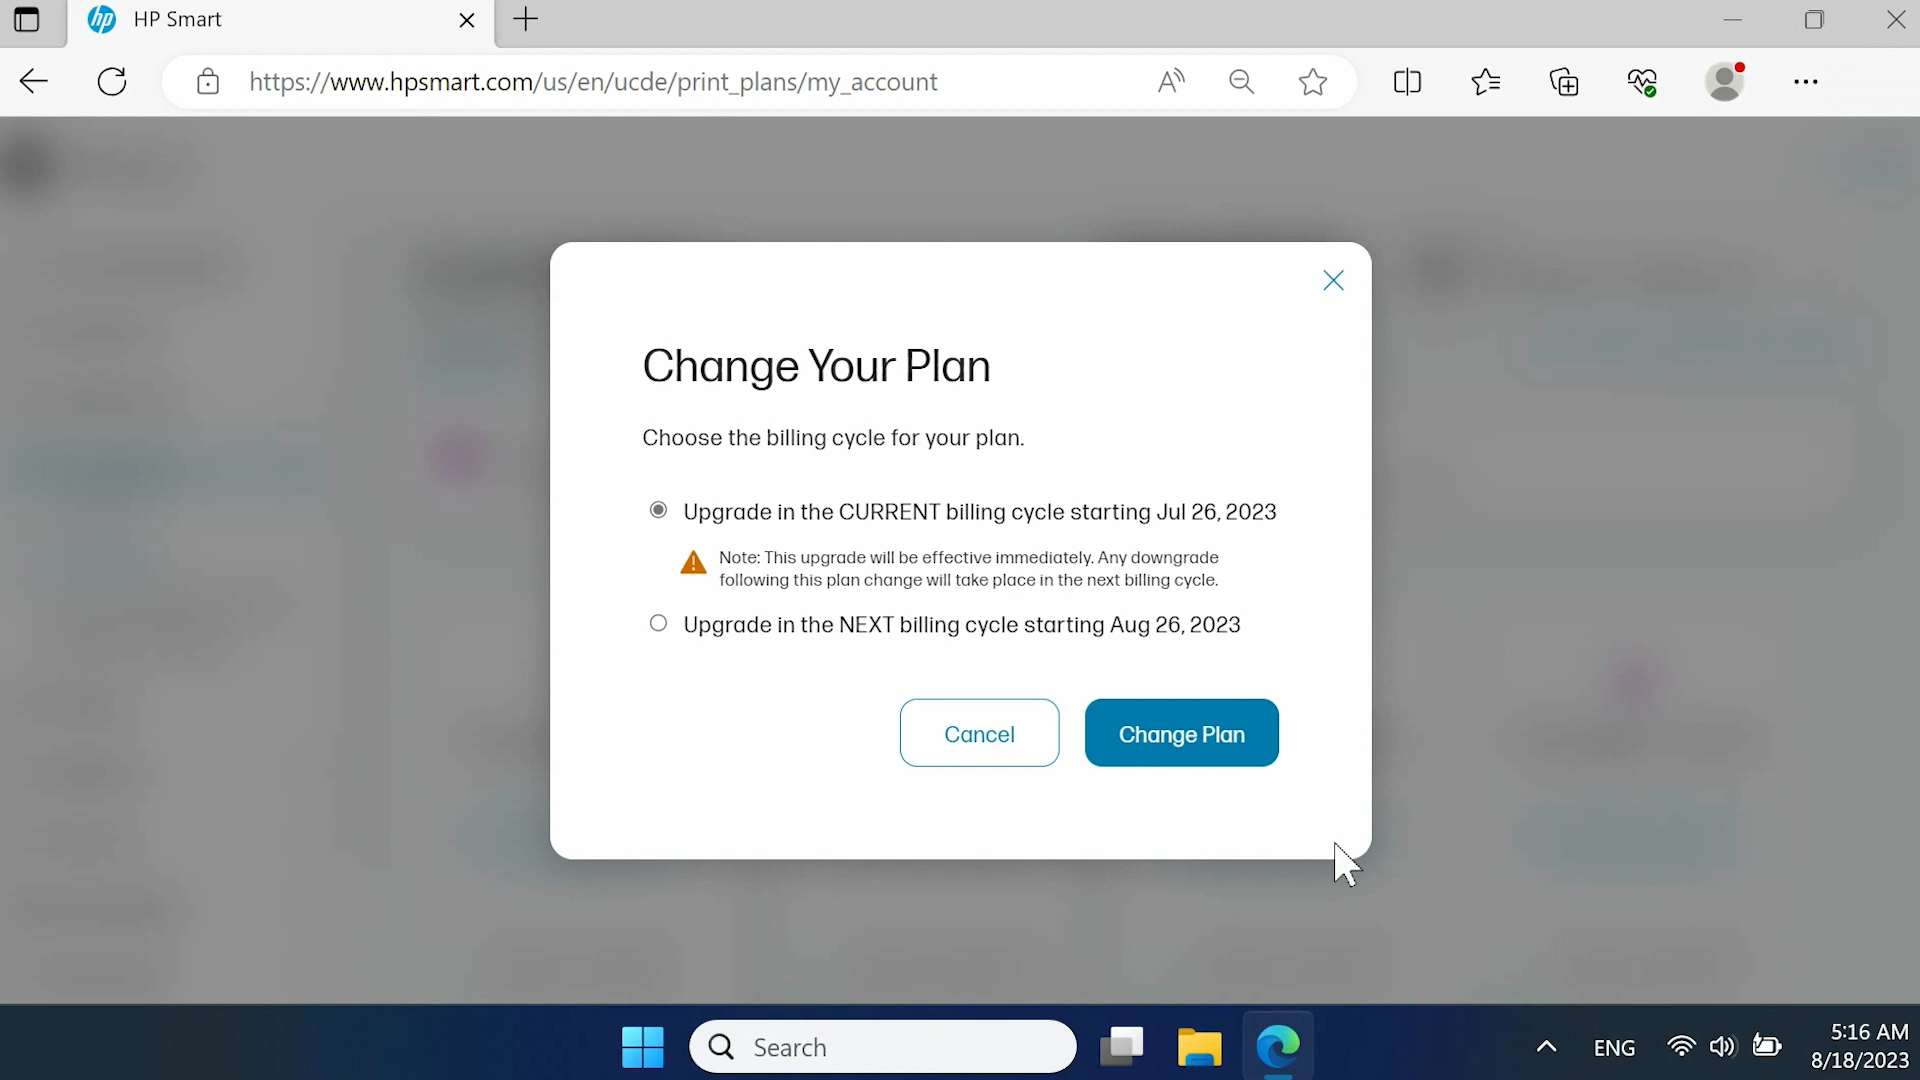 hp HP Smart
https://www.hpsmart.com/us/en/ucde/print_plans/my_account
Change Your Plan
Choose the billing cycle for your plan.
Upgrade in the CURRENT billing cycle starting Jul 26, 2023
Note: This upgrade will be effective immediately. Any downgrade
following this plan change will take place in the next billing cycle.
Upgrade in the NEXT billing cycle starting Aug 26, 2023
Cancel Change Plan
Search
ENG
5:16 AM
8/18/2023